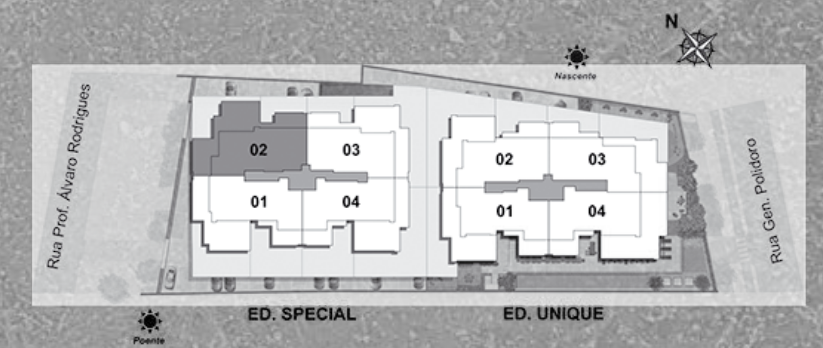 N
Nascente
Rua Prof. Álvaro Rodrigues
02
03
01
04
02
03
01
04
Rua Gen. Polidoro
ED. SPECIAL
ED. UNIQUE
Poente